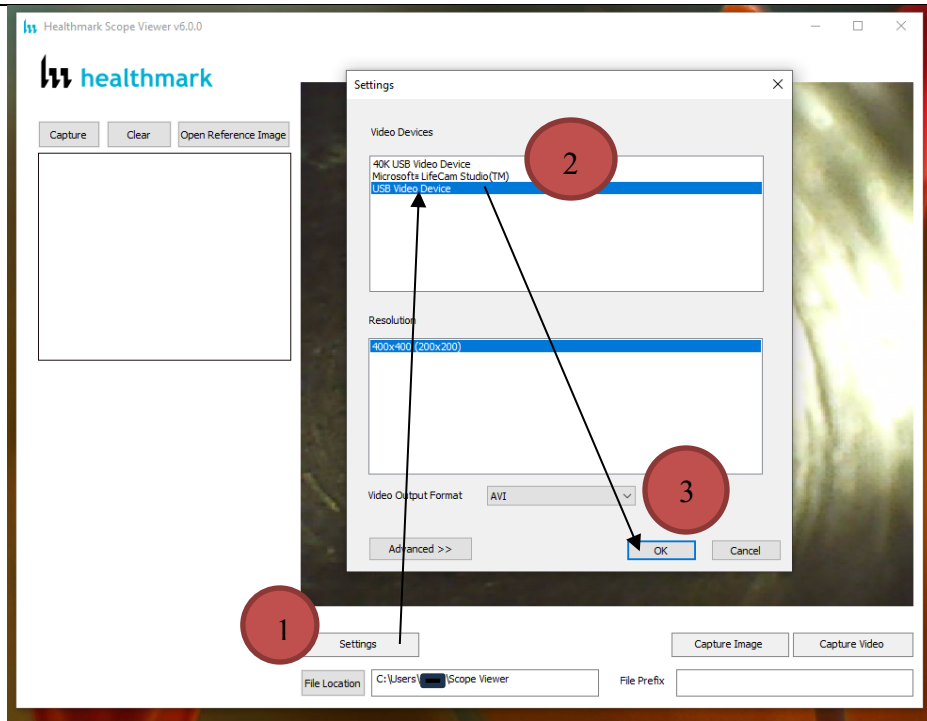 Healthmark Scope Viewer v6.0.0
healthmark
Capture
Clear
Open Reference Image
Settings
Video Devices
40K USB Video Device
Microsoft® LifeCam Studio(TM)
USB Video Device
2
Resolution
400x400 (200x200)
Video Output Format
AVI
3
Advanced >>
OK
Cancel
1
Settings
Capture Image
Capture Video
File Location
C:\Users\
\Scope Viewer
File Prefix